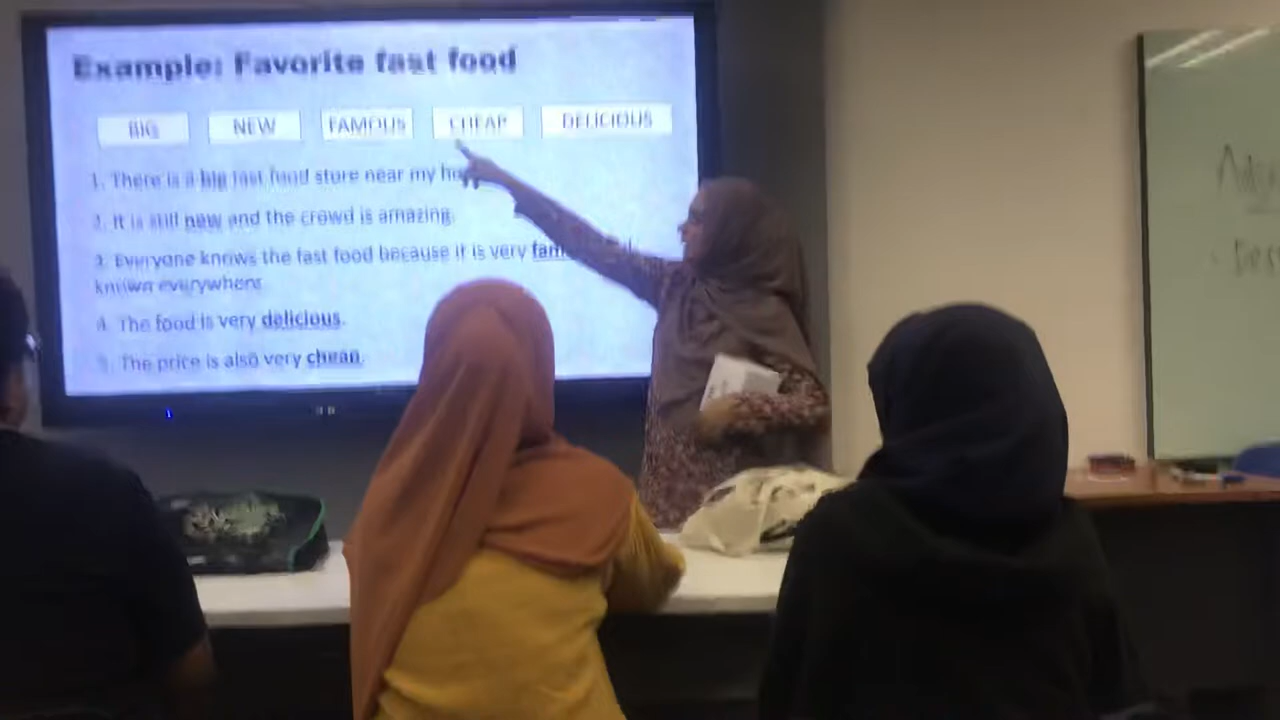 Example: Favorite fast food
BIG NEW FAMOUS CHEAP DELICIOUS
1. There is a big fast food store near my
2. It is still new and the crowd is amazing.
3. Everyone knows the fast food because it is very
known everywhere
4. The food is very delicious.
5. The price is also very cheap.